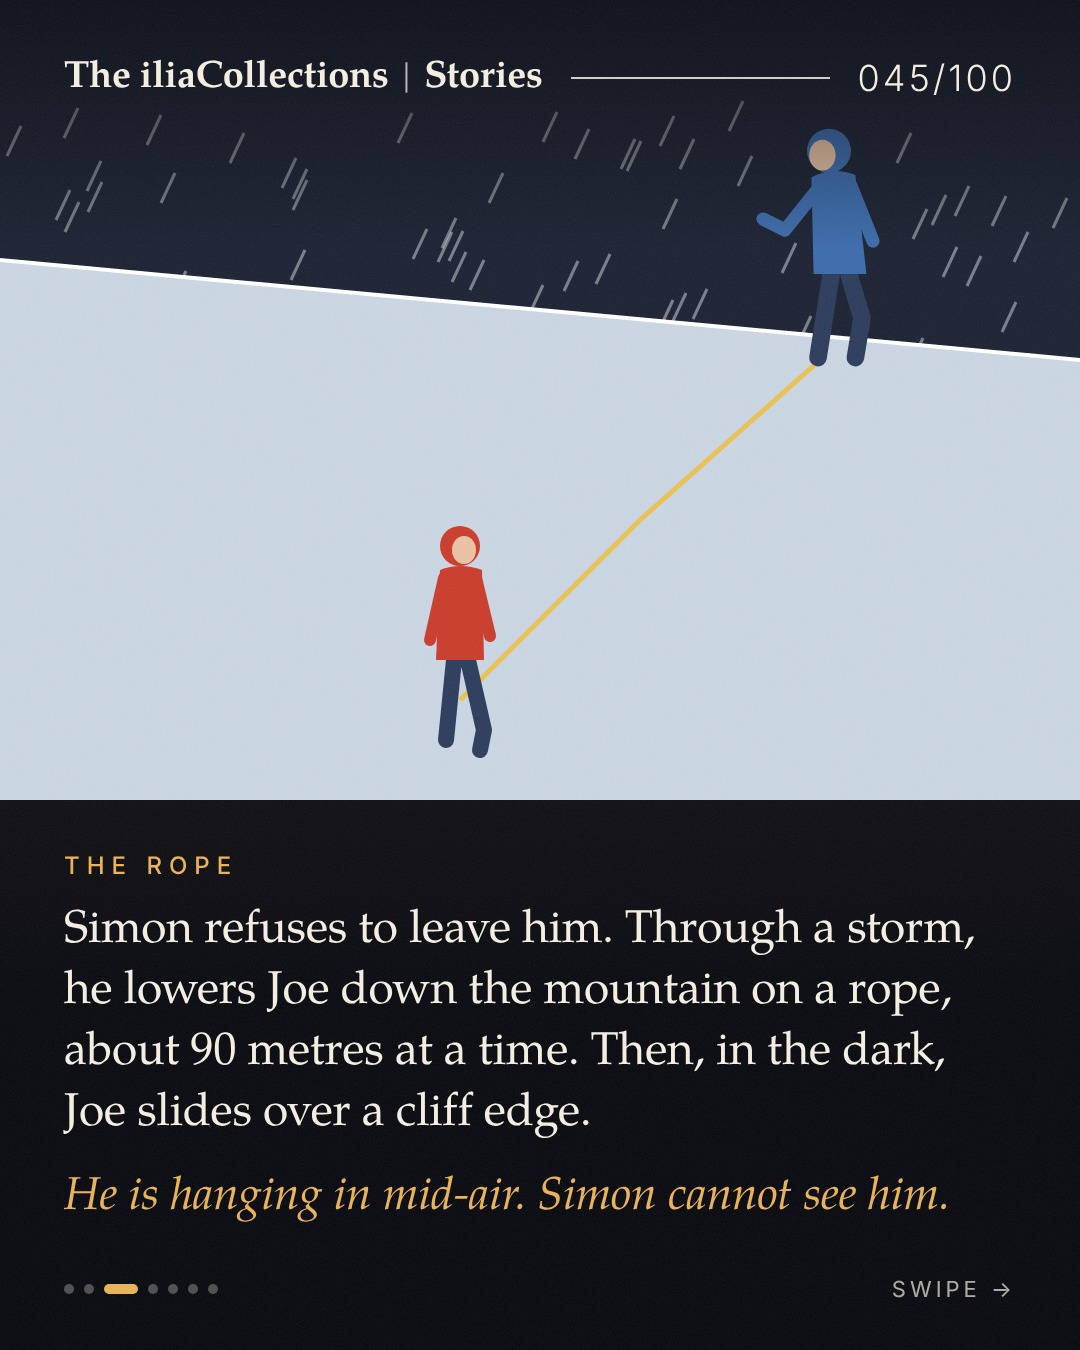 The iliaCollections | Stories 045/100
THE ROPE
Simon refuses to leave him. Through a storm,
he lowers Joe down the mountain on a rope,
about 90 metres at a time. Then, in the dark,
Joe slides over a cliff edge.
He is hanging in mid-air. Simon cannot see him.
SWIPE →